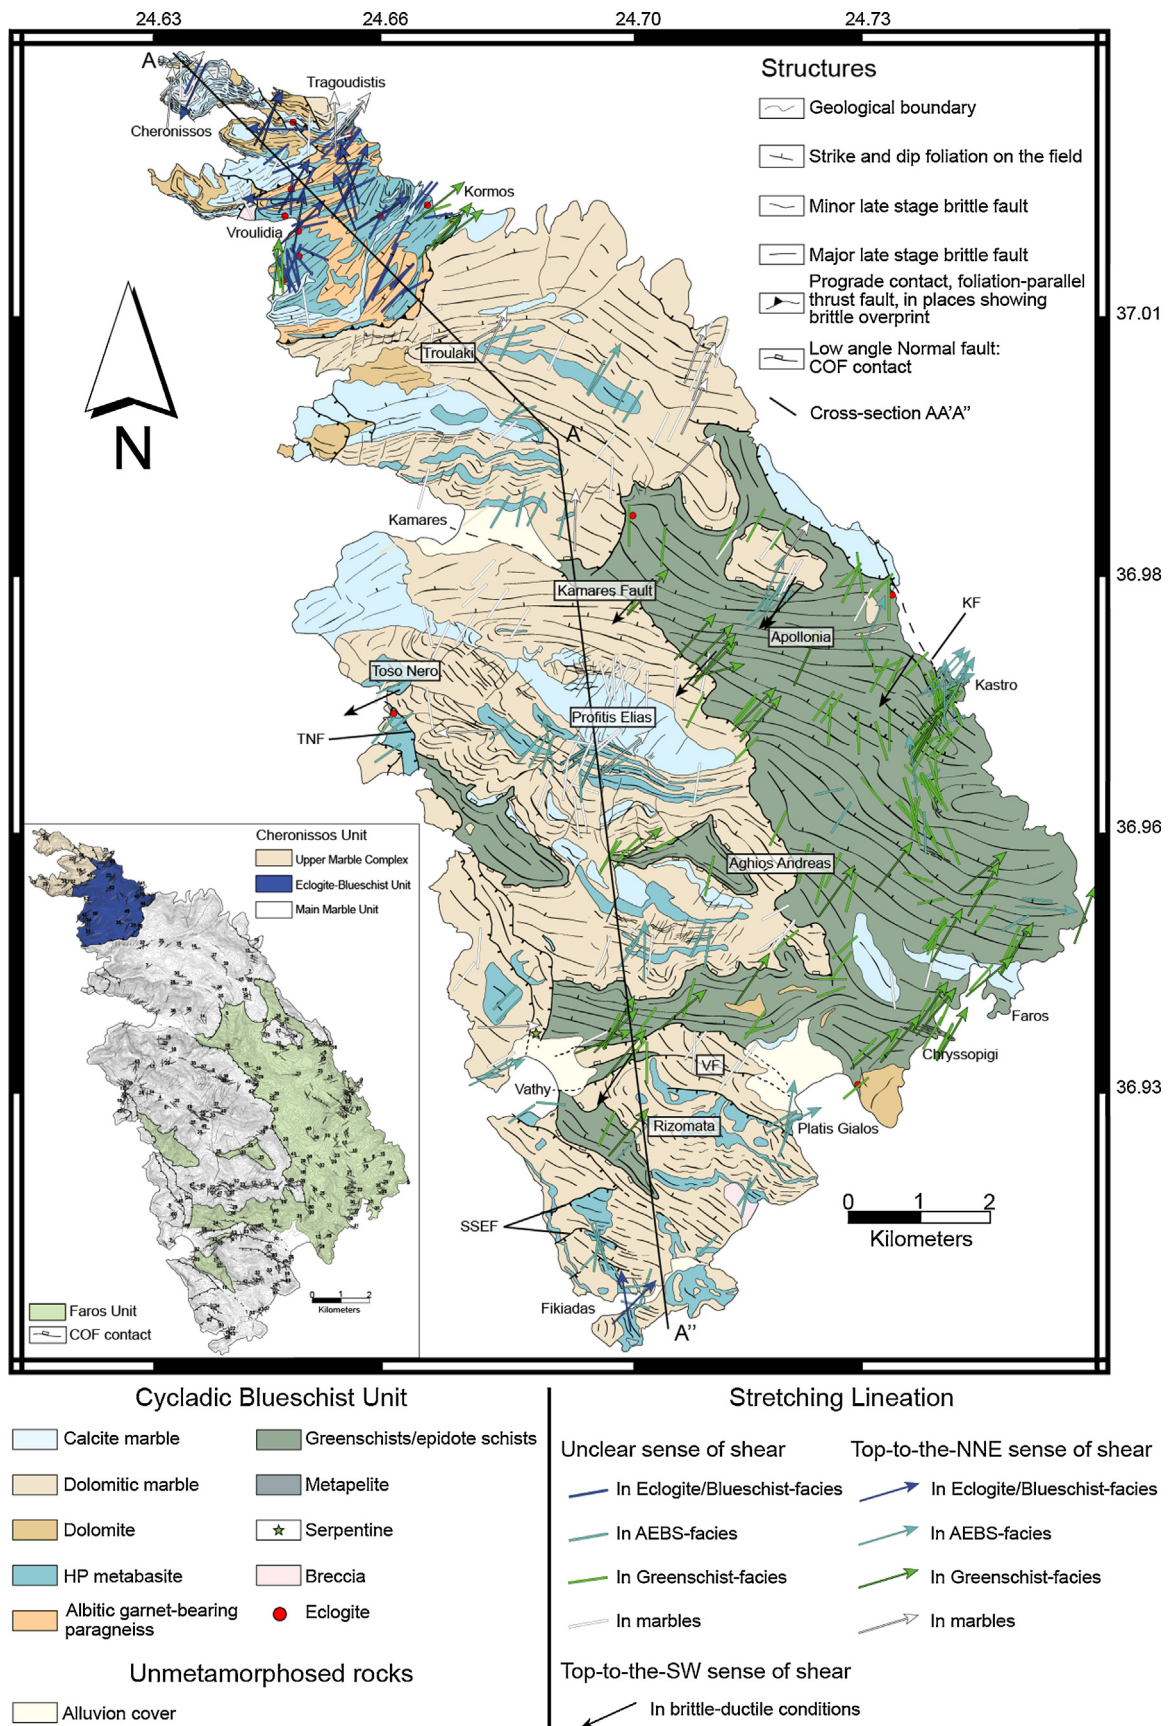 24.63
24.66
24.70
24.73
A
Tragoudistis
Cheronissos
Kormos
Vroulidia
Structures
Geological boundary
Strike and dip foliation on the field
Minor late stage brittle fault
Major late stage brittle fault
Prograde contact, foliation-parallel
thrust fault, in places showing
brittle overprint
Low angle Normal fault:
COF contact
Cross-section AA'A''
37.01
N
Troulaki
A'
Kamares
Kamares Fault
36.98
KF
Apollonia
Toso Nero
Kastro
Profitis Elias
TNF
36.96
Aghios Andreas
Faros
Chryssopigi
VF
Vathy
36.93
Rizomata
Platis Gialos
SSEF
0 1 2
Kilometers
Fikiadas
A''
Cheronissos Unit
Upper Marble Complex
Eclogite-Blueschist Unit
Main Marble Unit
0 1 2
Kilometers
Faros Unit
COF contact
Cycladic Blueschist Unit
Calcite marble
Greenschists/epidote schists
Dolomitic marble
Metapelite
Dolomite
Serpentine
HP metabasite
Breccia
Albitic garnet-bearing
paragneiss
Eclogite
Unmetamorphosed rocks
Alluvion cover
Stretching Lineation
Unclear sense of shear
Top-to-the-NNE sense of shear
In Eclogite/Blueschist-facies
In Eclogite/Blueschist-facies
In AEBS-facies
In AEBS-facies
In Greenschist-facies
In Greenschist-facies
In marbles
In marbles
Top-to-the-SW sense of shear
In brittle-ductile conditions